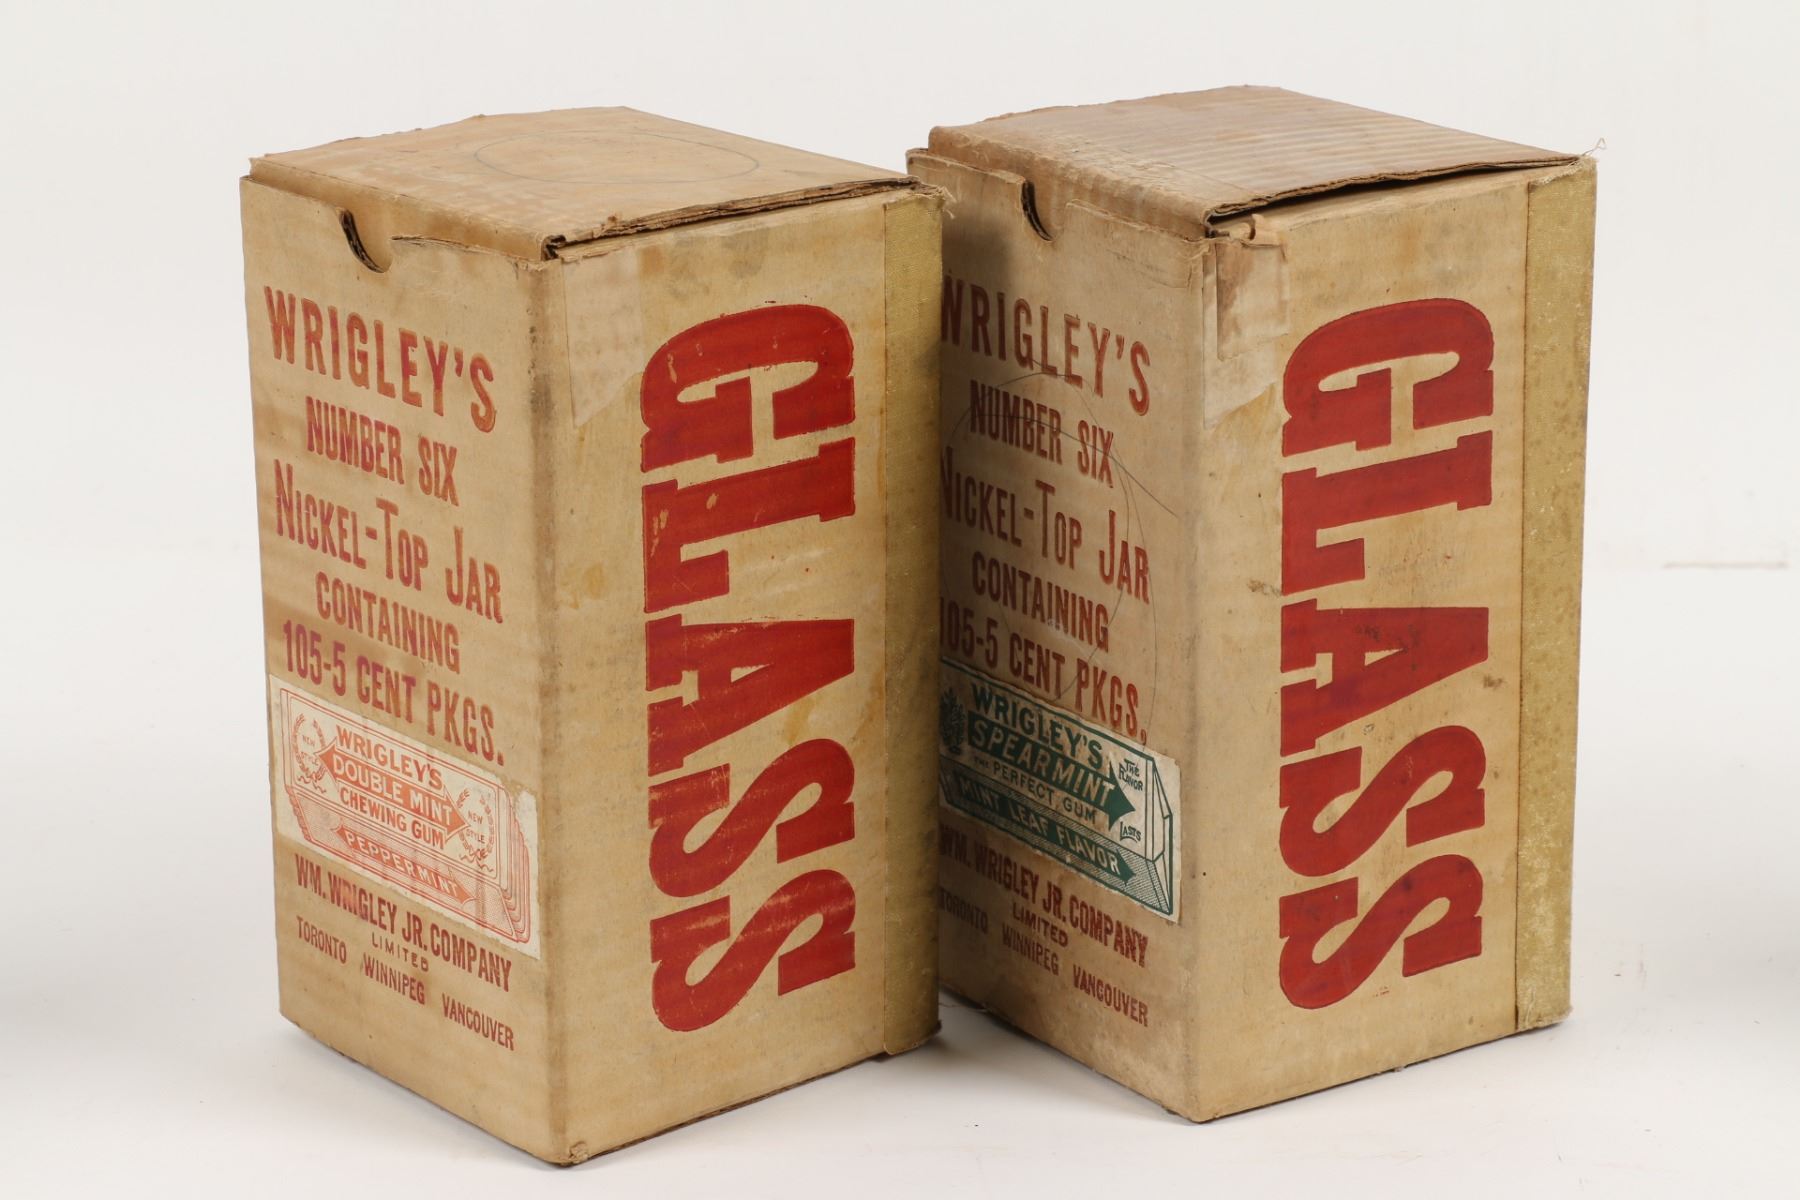 WRIGLEY'S
NUMBER SIX
NICKEL-TOP JAR
CONTAINING
105-5 CENT PKGS.
NEW STYLE
WRIGLEY'S
DOUBLE MINT
CHEWING GUM
NEW STYLE
PEPPERMINT
WM. WRIGLEY JR. COMPANY
LIMITED
TORONTO WINNIPEG VANCOUVER
GLASS
WRIGLEY'S
NUMBER SIX
NICKEL-TOP JAR
CONTAINING
105-5 CENT PKGS.
WRIGLEY'S
SPEARMINT
THE PERFECT GUM
MINT LEAF FLAVOR
THE FLAVOR
LASTS
WM. WRIGLEY JR. COMPANY
LIMITED
TORONTO WINNIPEG VANCOUVER
GLASS